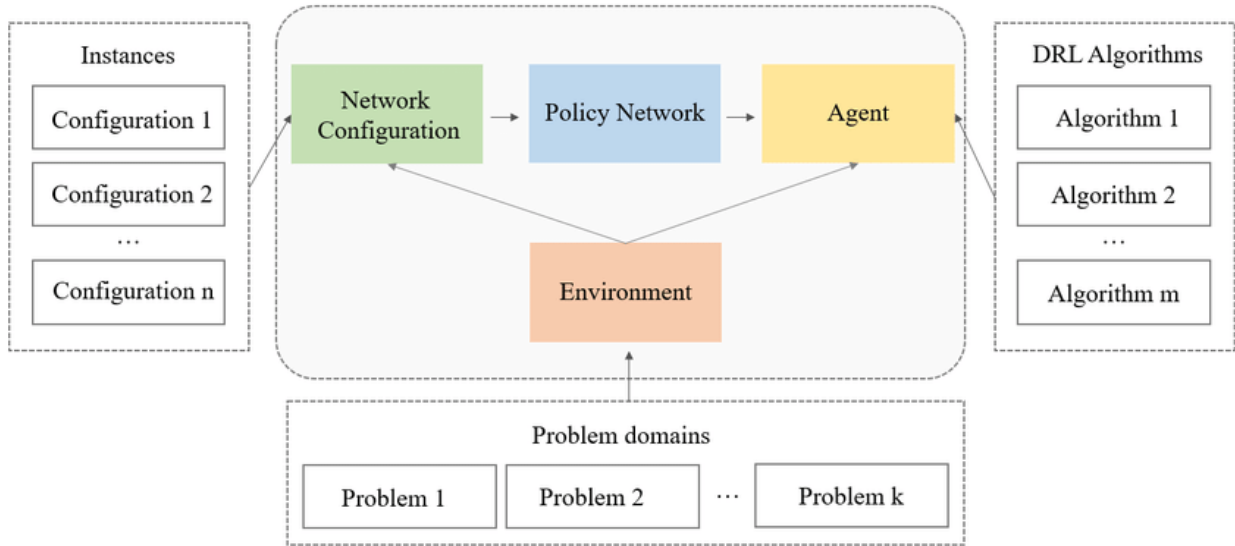 Instances
Configuration 1
Configuration 2
...
Configuration n
Network
Configuration
Policy Network
Agent
Environment
DRL Algorithms
Algorithm 1
Algorithm 2
...
Algorithm m
Problem domains
Problem 1
Problem 2
...
Problem k